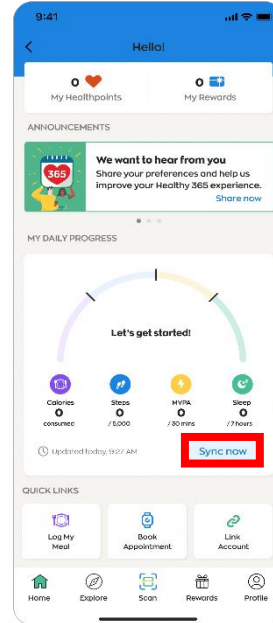 9:41
Hello!
0
My Healthpoints
0
My Rewards
ANNOUNCEMENTS
365
We want to hear from you
Share your preferences and help us
improve your Healthy 365 experience.
Share now
MY DAILY PROGRESS
Let's get started!
Calories
0
consumed
Steps
0
/ 5,000
MVPA
0
/ 30 mins
Sleep
0
/ 7 hours
Updated today, 9:27 AM
Sync now
QUICK LINKS
Log My
Meal
Book
Appointment
Link
Account
Home
Explore
Scan
Rewards
Profile